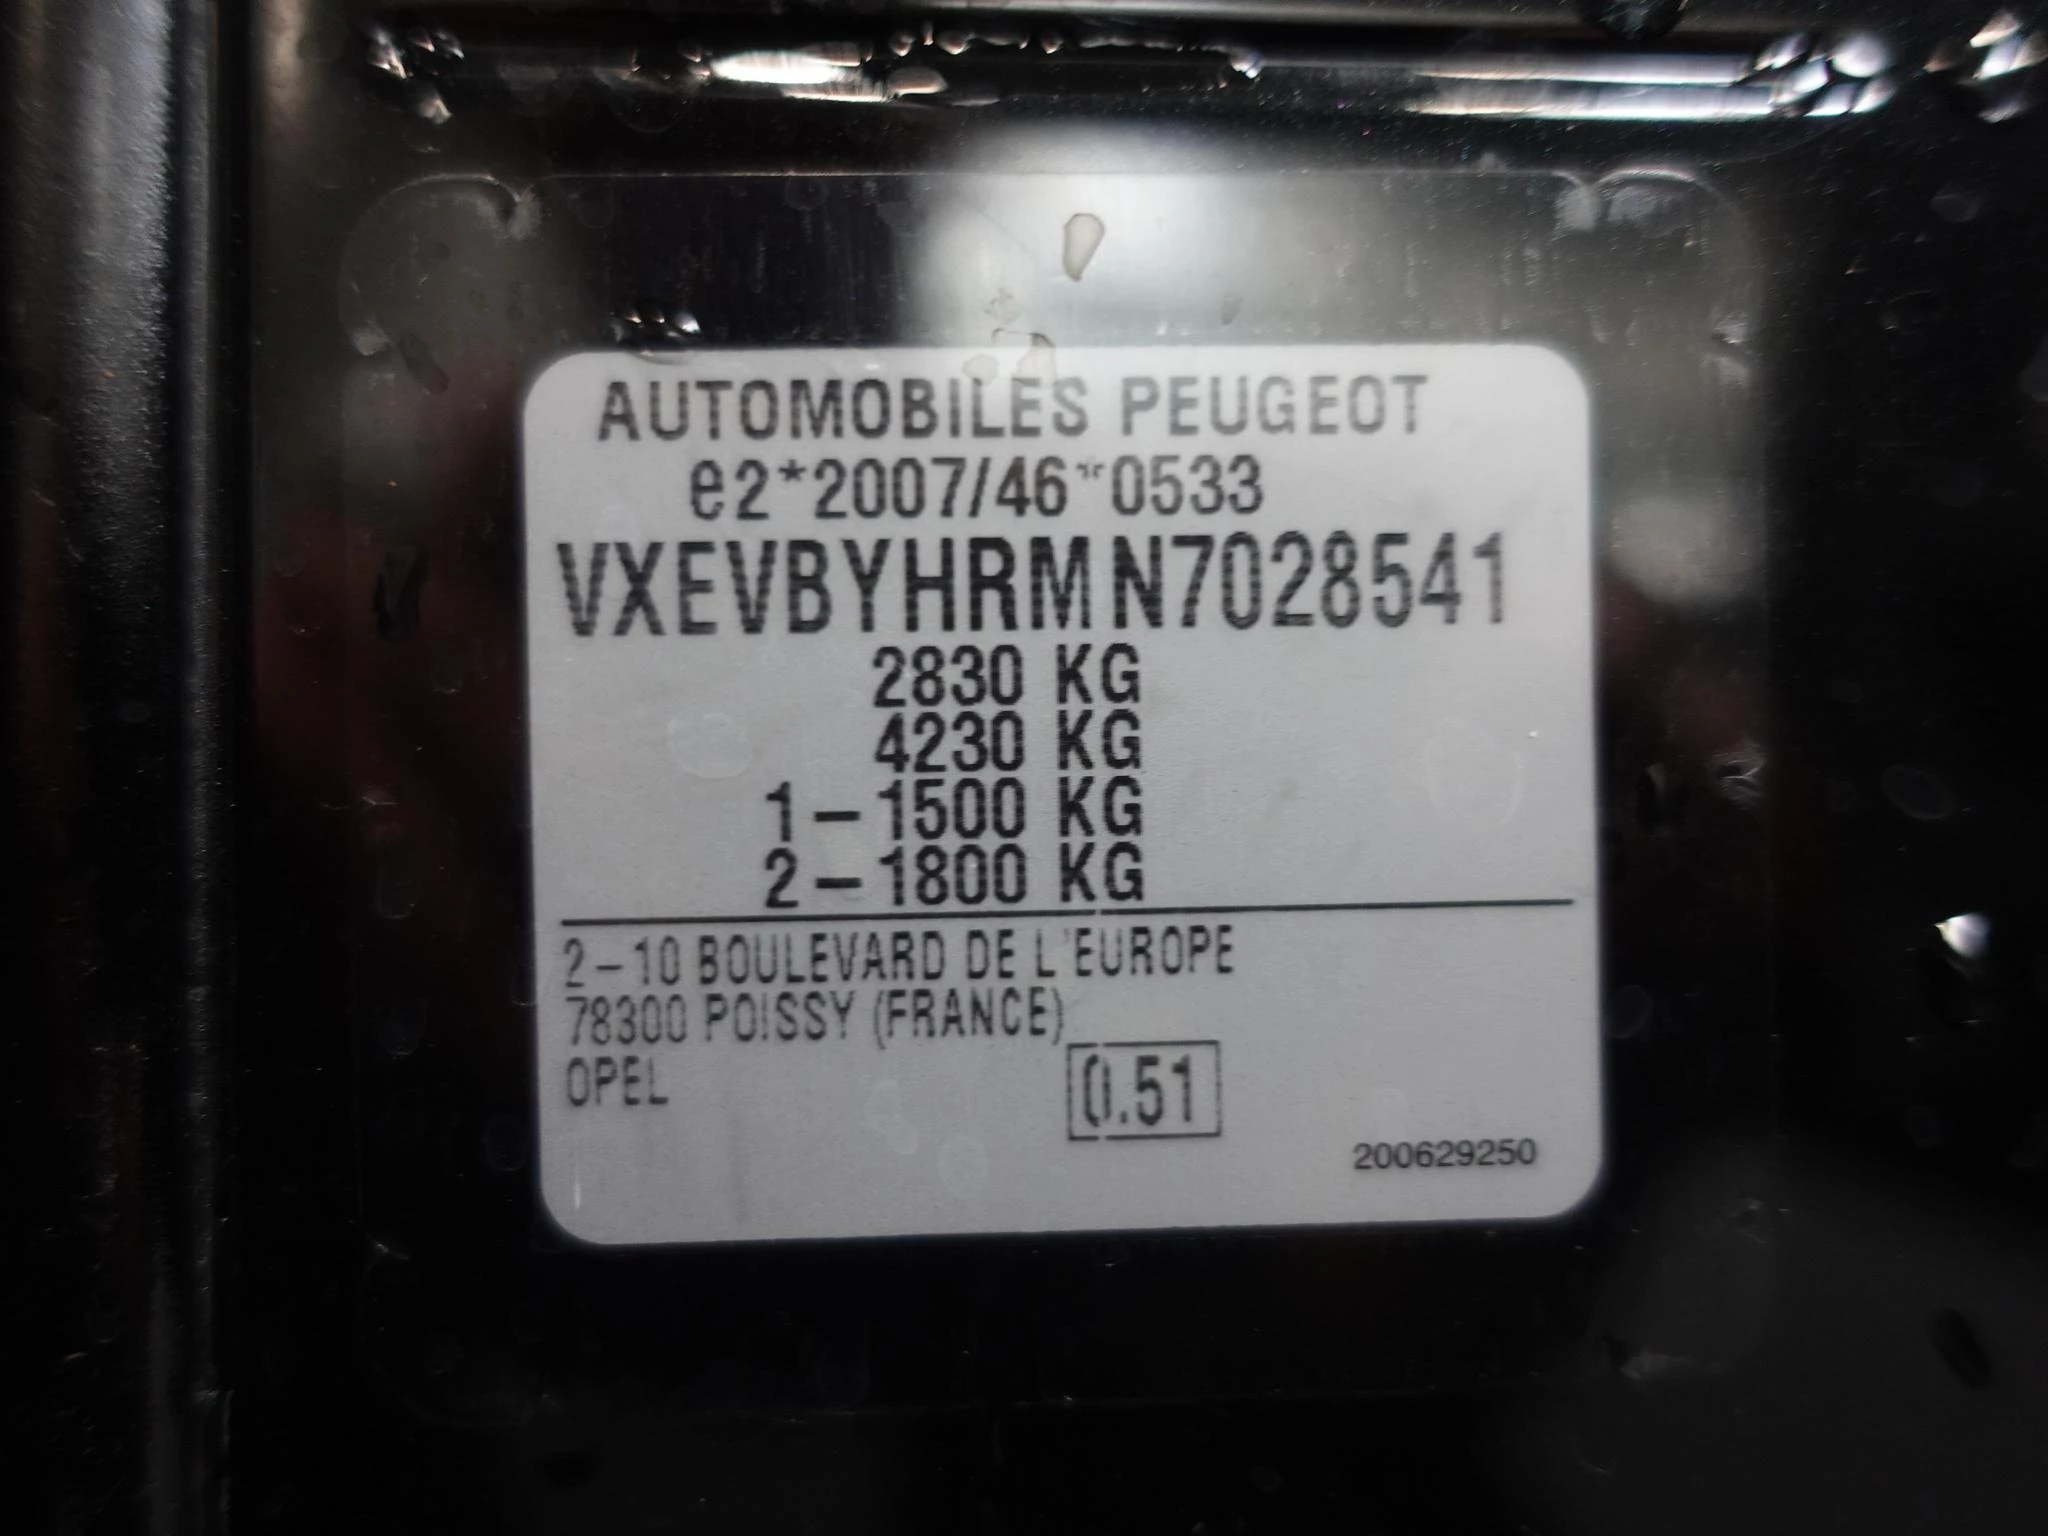 AUTOMOBILES PEUGEOT
e2*2007/46*0533
VXEVBYHRMN7028541
2830 KG
4230 KG
1-1500 KG
2-1800 KG
2-10 BOULEVARD DE L'EUROPE
78300 POISSY (FRANCE)
OPEL
0.51
200629250